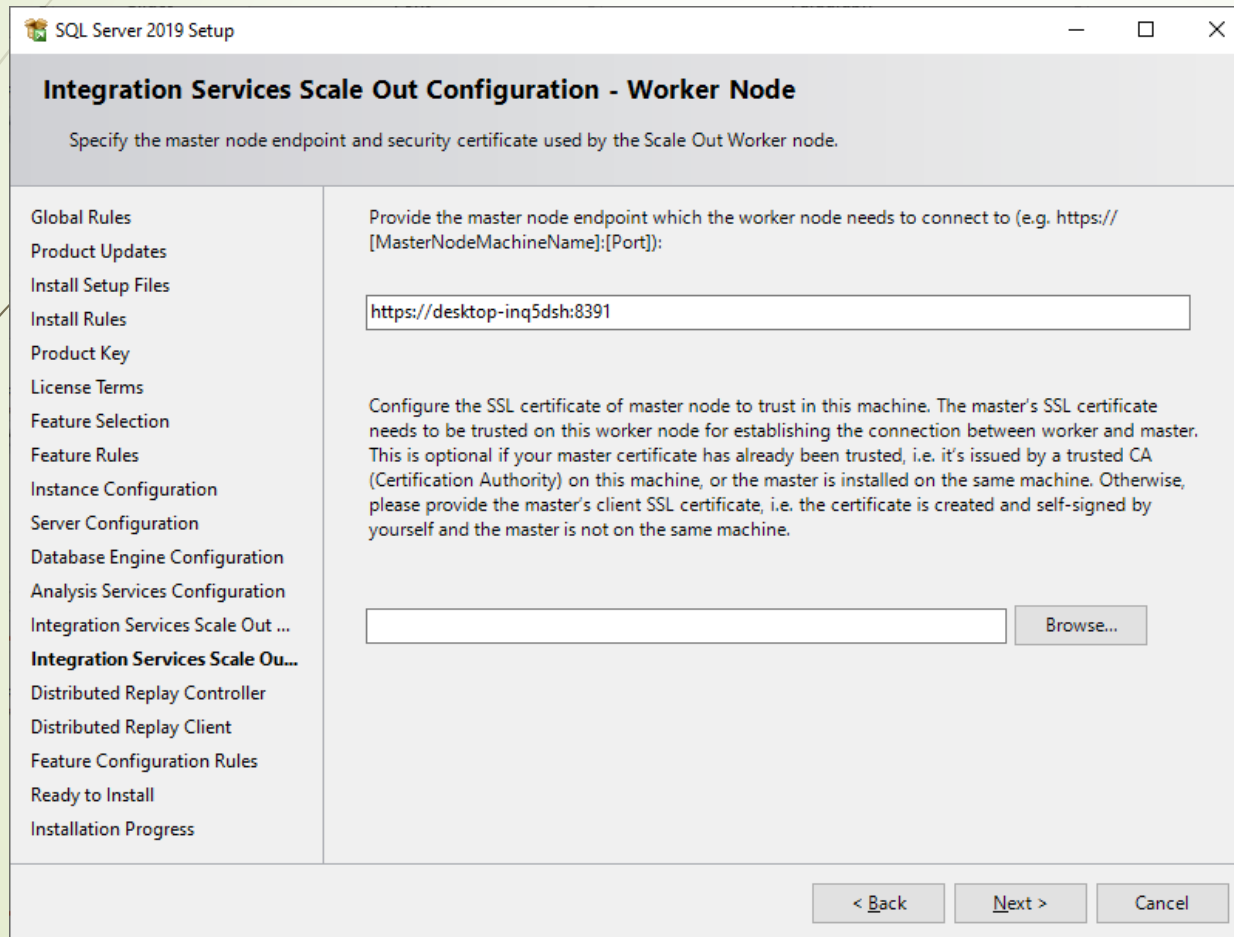 SQL Server 2019 Setup
Integration Services Scale Out Configuration - Worker Node
Specify the master node endpoint and security certificate used by the Scale Out Worker node.
Global Rules
Product Updates
Install Setup Files
Install Rules
Product Key
License Terms
Feature Selection
Feature Rules
Instance Configuration
Server Configuration
Database Engine Configuration
Analysis Services Configuration
Integration Services Scale Out ...
Integration Services Scale Ou...
Distributed Replay Controller
Distributed Replay Client
Feature Configuration Rules
Ready to Install
Installation Progress
Provide the master node endpoint which the worker node needs to connect to (e.g. https://
[MasterNodeMachineName]:[Port]):
https://desktop-inq5dsh:8391
Configure the SSL certificate of master node to trust in this machine. The master's SSL certificate
needs to be trusted on this worker node for establishing the connection between worker and master.
This is optional if your master certificate has already been trusted, i.e. it's issued by a trusted CA
(Certification Authority) on this machine, or the master is installed on the same machine. Otherwise,
please provide the master's client SSL certificate, i.e. the certificate is created and self-signed by
yourself and the master is not on the same machine.
Browse...
< Back
Next >
Cancel